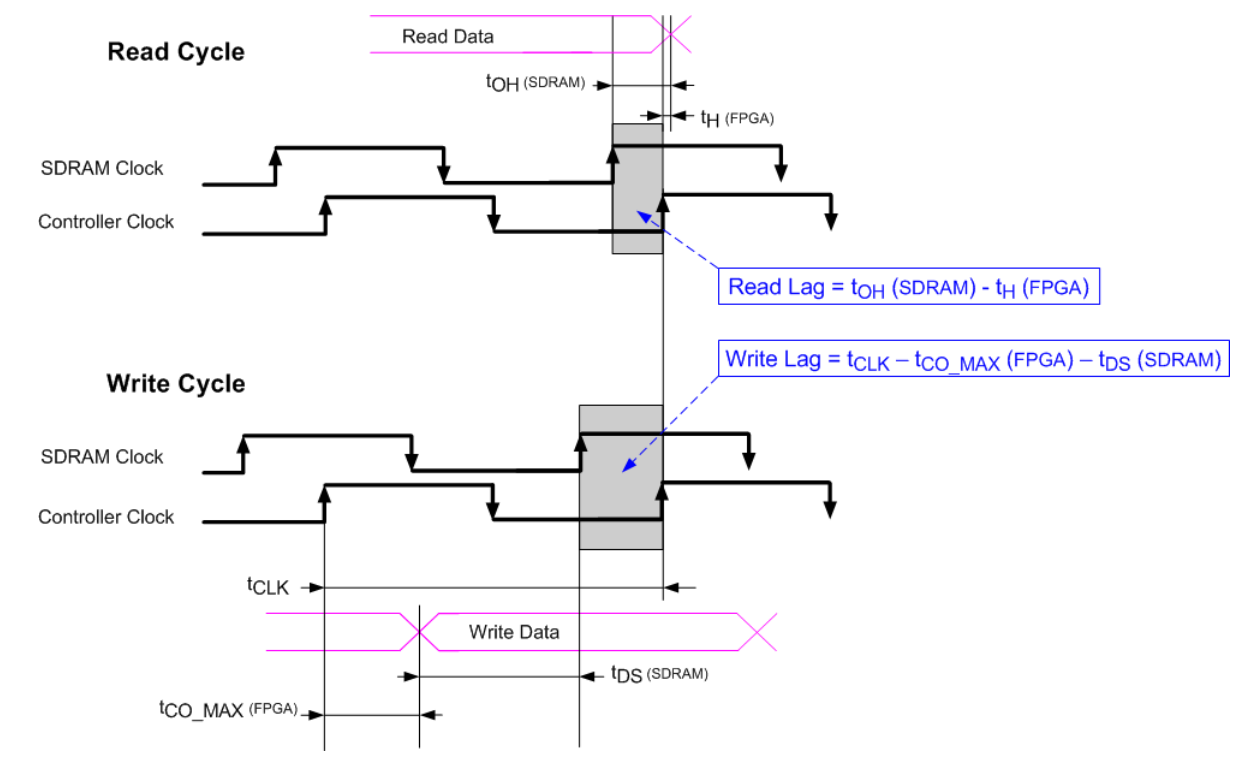 Read Data
Read Cycle
tOH (SDRAM)
tH (FPGA)
SDRAM Clock
Controller Clock
Read Lag = tOH (SDRAM) - tH (FPGA)
Write Lag = tCLK – tCO_MAX (FPGA) – tDS (SDRAM)
Write Cycle
SDRAM Clock
Controller Clock
tCLK
Write Data
tDS (SDRAM)
tCO_MAX (FPGA)